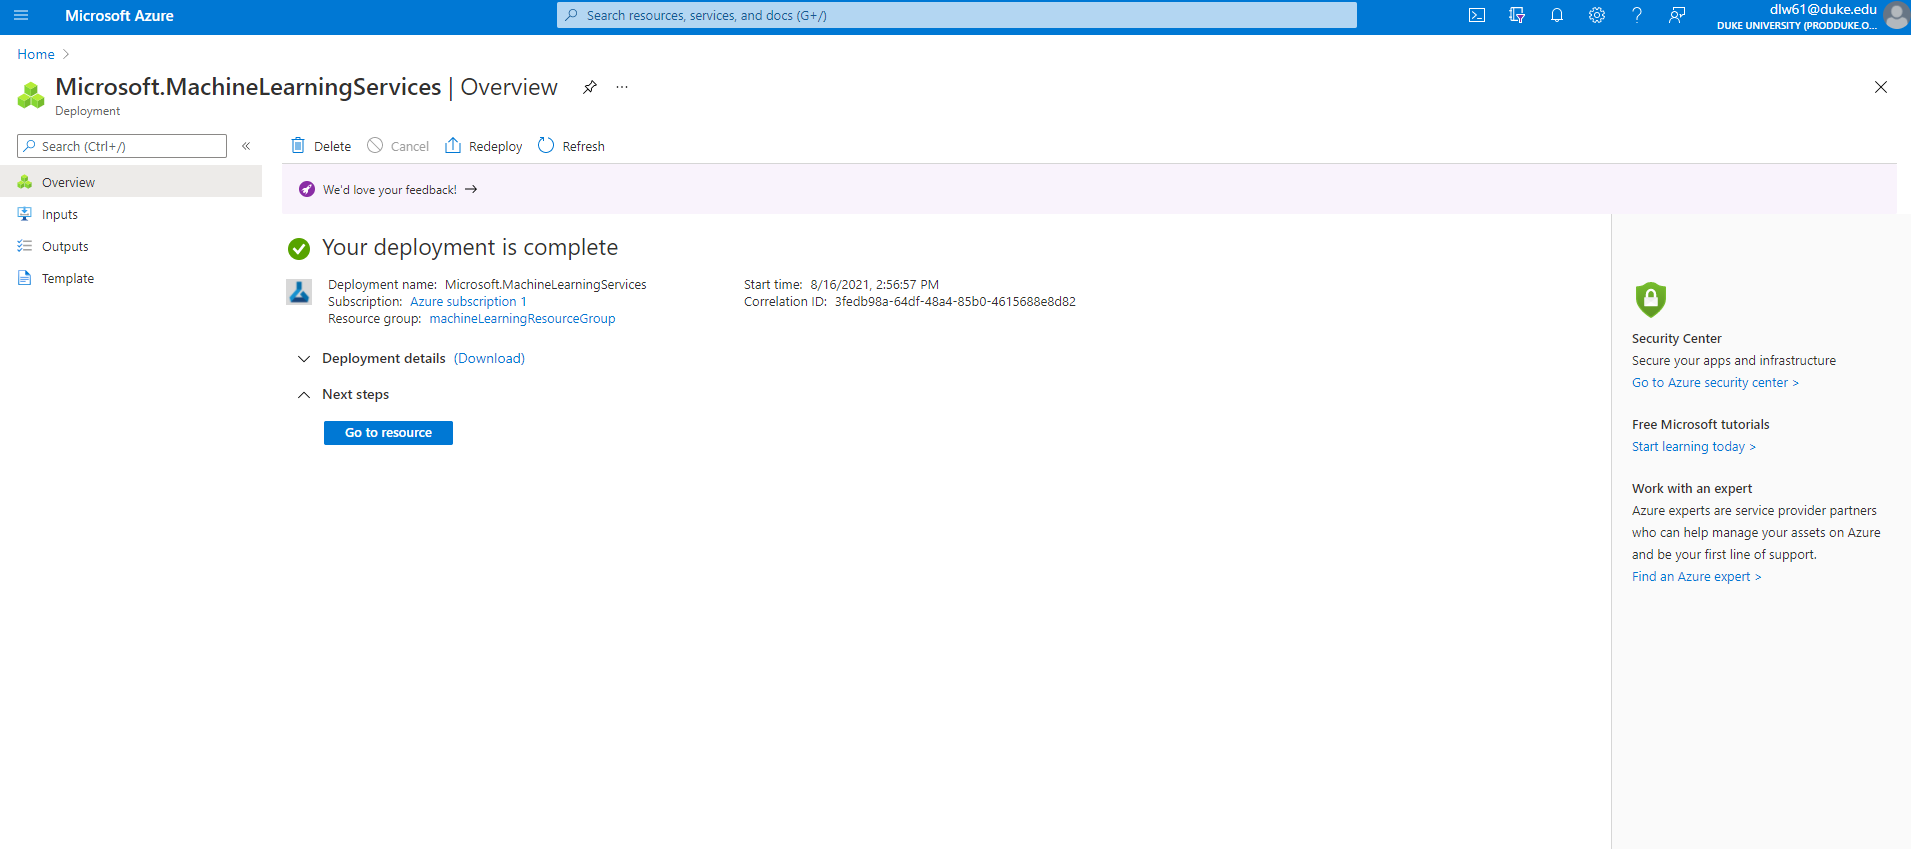 Microsoft Azure
Search resources, services, and docs (G+/)
dlw61@duke.edu
DUKE UNIVERSITY (PRODDUKE.O...
Home
Microsoft.MachineLearningServices | Overview
Deployment
Search (Ctrl+/)
Delete
Cancel
Redeploy
Refresh
Overview
Inputs
Outputs
Template
We'd love your feedback!
Your deployment is complete
Deployment name: Microsoft.MachineLearningServices
Subscription: Azure subscription 1
Resource group: machineLearningResourceGroup
Start time: 8/16/2021, 2:56:57 PM
Correlation ID: 3fedb98a-64df-48a4-85b0-4615688e8d82
Deployment details (Download)
Next steps
Go to resource
Security Center
Secure your apps and infrastructure
Go to Azure security center >
Free Microsoft tutorials
Start learning today >
Work with an expert
Azure experts are service provider partners
who can help manage your assets on Azure
and be your first line of support.
Find an Azure expert >